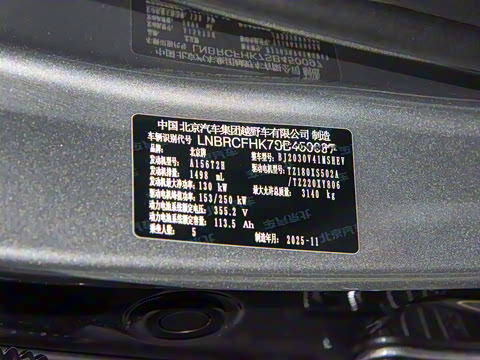 中国 北京汽车集团越野车有限公司 制造
车辆识别代号
品牌 北京牌 整车型号 BJ2030V41MSHEV
发动机型号 A156T2H 驱动电机型号 TZ180XS502A
发动机排量 1498 mL /TZ220XY806
发动机最大净功率 130 kW 最大允许总质量 3140 kg
驱动电机峰值功率 153/250 kW
动力电池系统额定电压 355.2 V
动力电池系统额定容量 113.5 Ah
乘坐人数 5 制造年月 2025-11